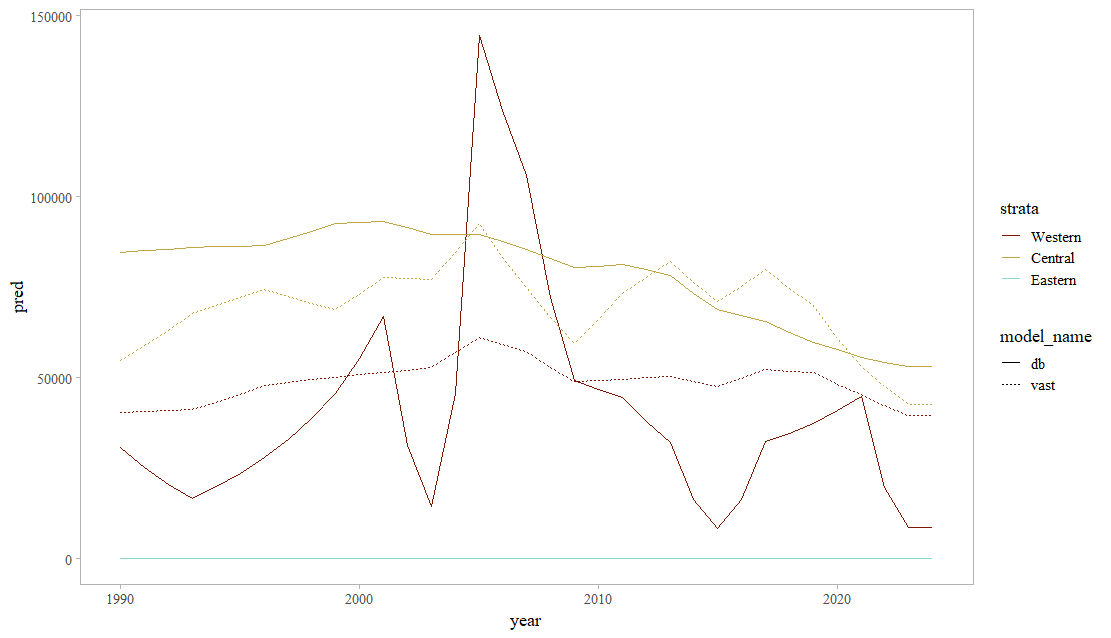 150000
100000
50000
0
pred
1990
2000
2010
2020
year
strata
Western
Central
Eastern
model_name
db
vast